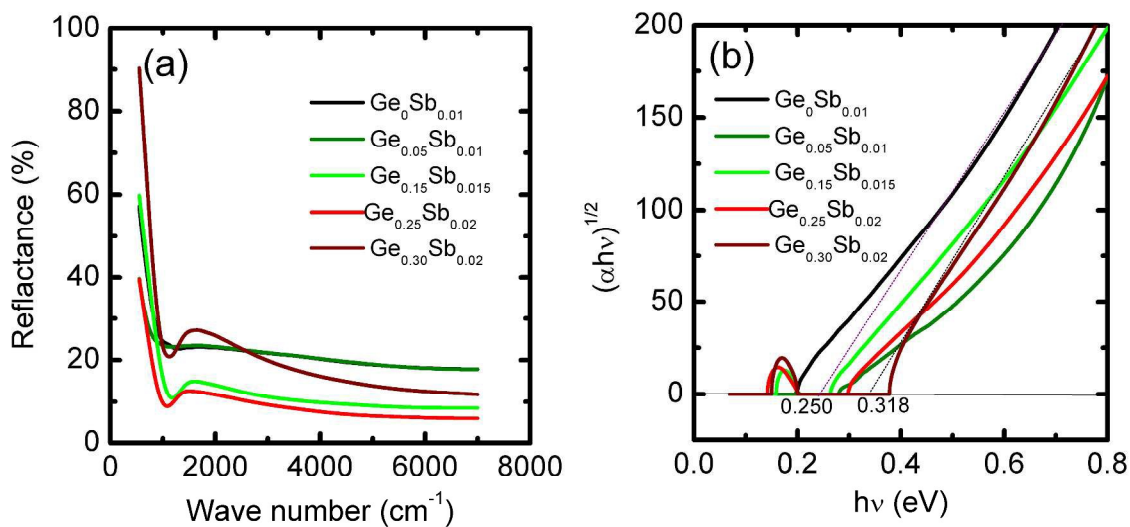 (a)
Reflactance (%)
100
80
60
40
20
0
Ge0Sb0.01
Ge0.05Sb0.01
Ge0.15Sb0.015
Ge0.25Sb0.02
Ge0.30Sb0.02
0 2000 4000 6000 8000
Wave number (cm-1)
(b)
(αhν)1/2
200
150
100
50
0
Ge0Sb0.01
Ge0.05Sb0.01
Ge0.15Sb0.015
Ge0.25Sb0.02
Ge0.30Sb0.02
0.250 0.318
0.0 0.2 0.4 0.6 0.8
hν (eV)